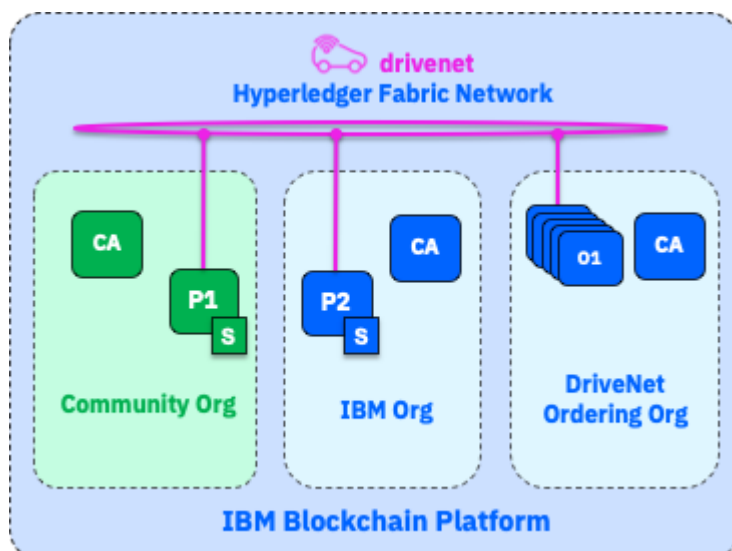 drivenet
Hyperledger Fabric Network
CA
P1
S
Community Org
CA
P2
S
IBM Org
O1
CA
DriveNet
Ordering Org
IBM Blockchain Platform